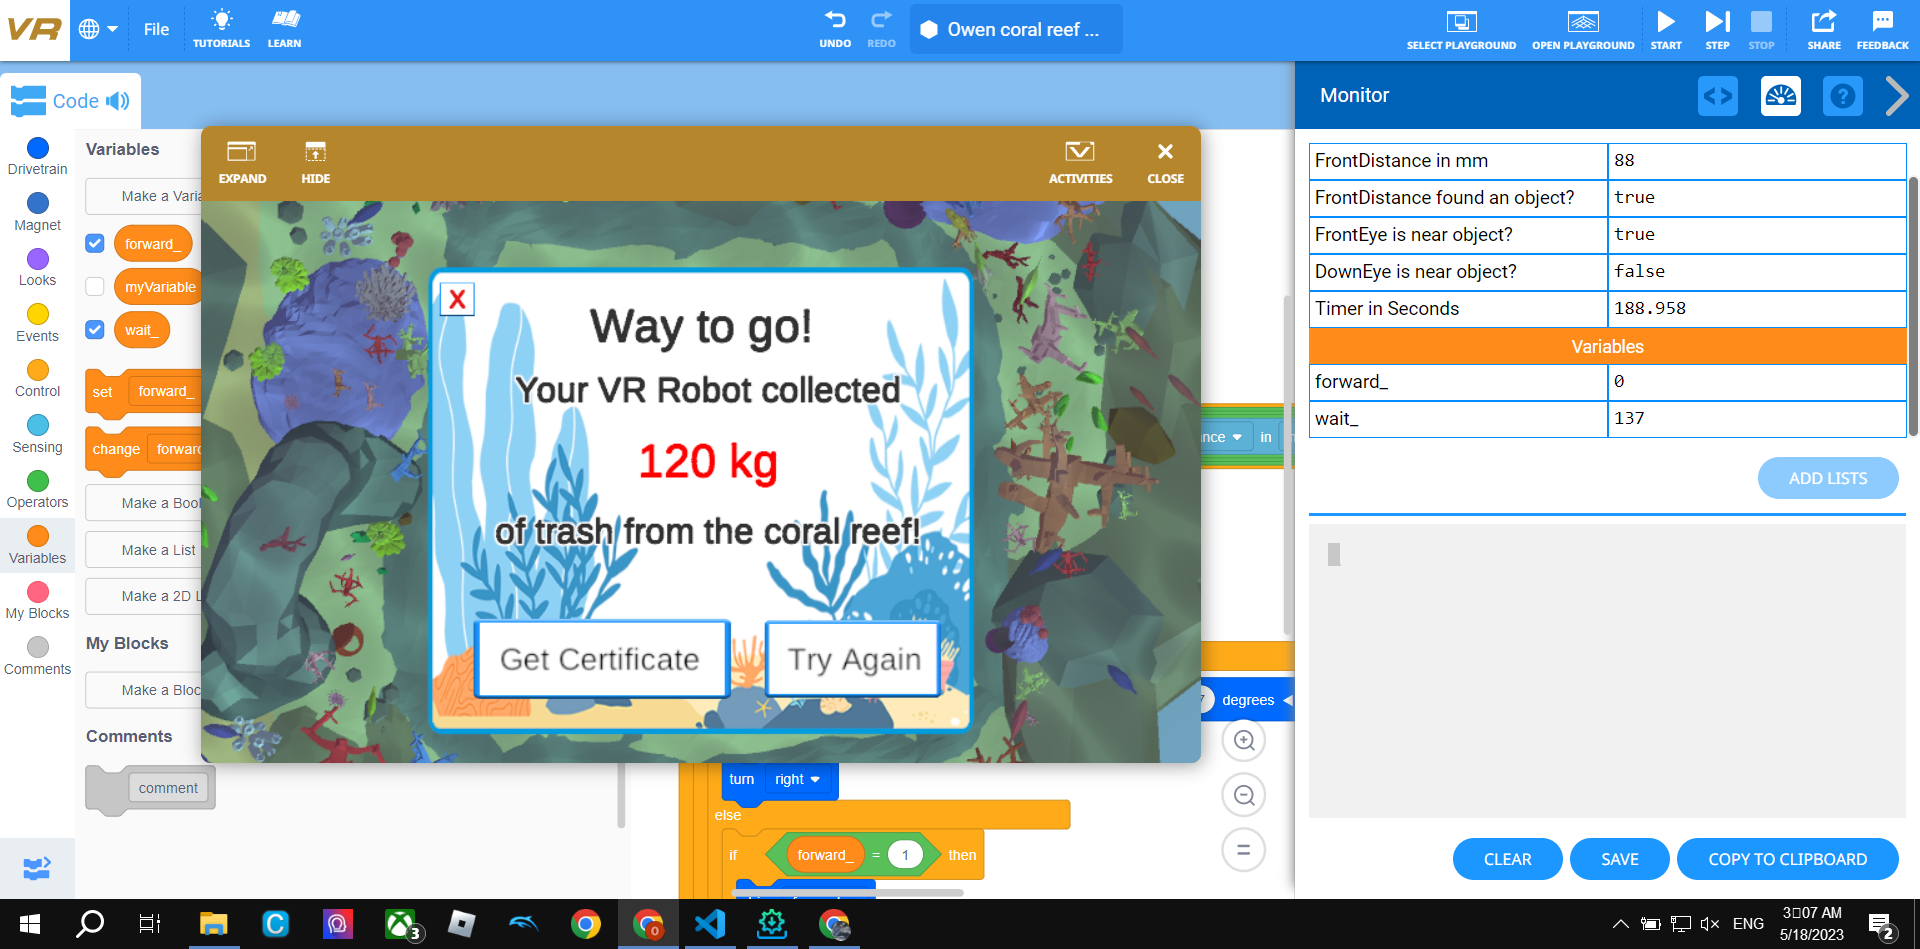 VR
File
TUTORIALS
LEARN
UNDO
REDO
Owen coral reef ...
SELECT PLAYGROUND
OPEN PLAYGROUND
START
STEP
STOP
SHARE
FEEDBACK
Code
Drivetrain
Magnet
Looks
Events
Control
Sensing
Operators
Variables
My Blocks
Comments
Variables
Make a Varia
forward_
myVariable
wait_
set forward_
change forward
Make a Bool
Make a List
Make a 2D L
My Blocks
Make a Bloc
Comments
comment
EXPAND
HIDE
ACTIVITIES
CLOSE
X
Way to go!
Your VR Robot collected
120 kg
of trash from the coral reef!
Get Certificate
Try Again
nce in
degrees
turn right
else
if forward_ = 1 then
Monitor
< >
?
FrontDistance in mm 88
FrontDistance found an object? true
FrontEye is near object? true
DownEye is near object? false
Timer in Seconds 188.958
Variables
forward_ 0
wait_ 137
ADD LISTS
CLEAR
SAVE
COPY TO CLIPBOARD
C
3
0
ENG
3□07 AM
5/18/2023
2